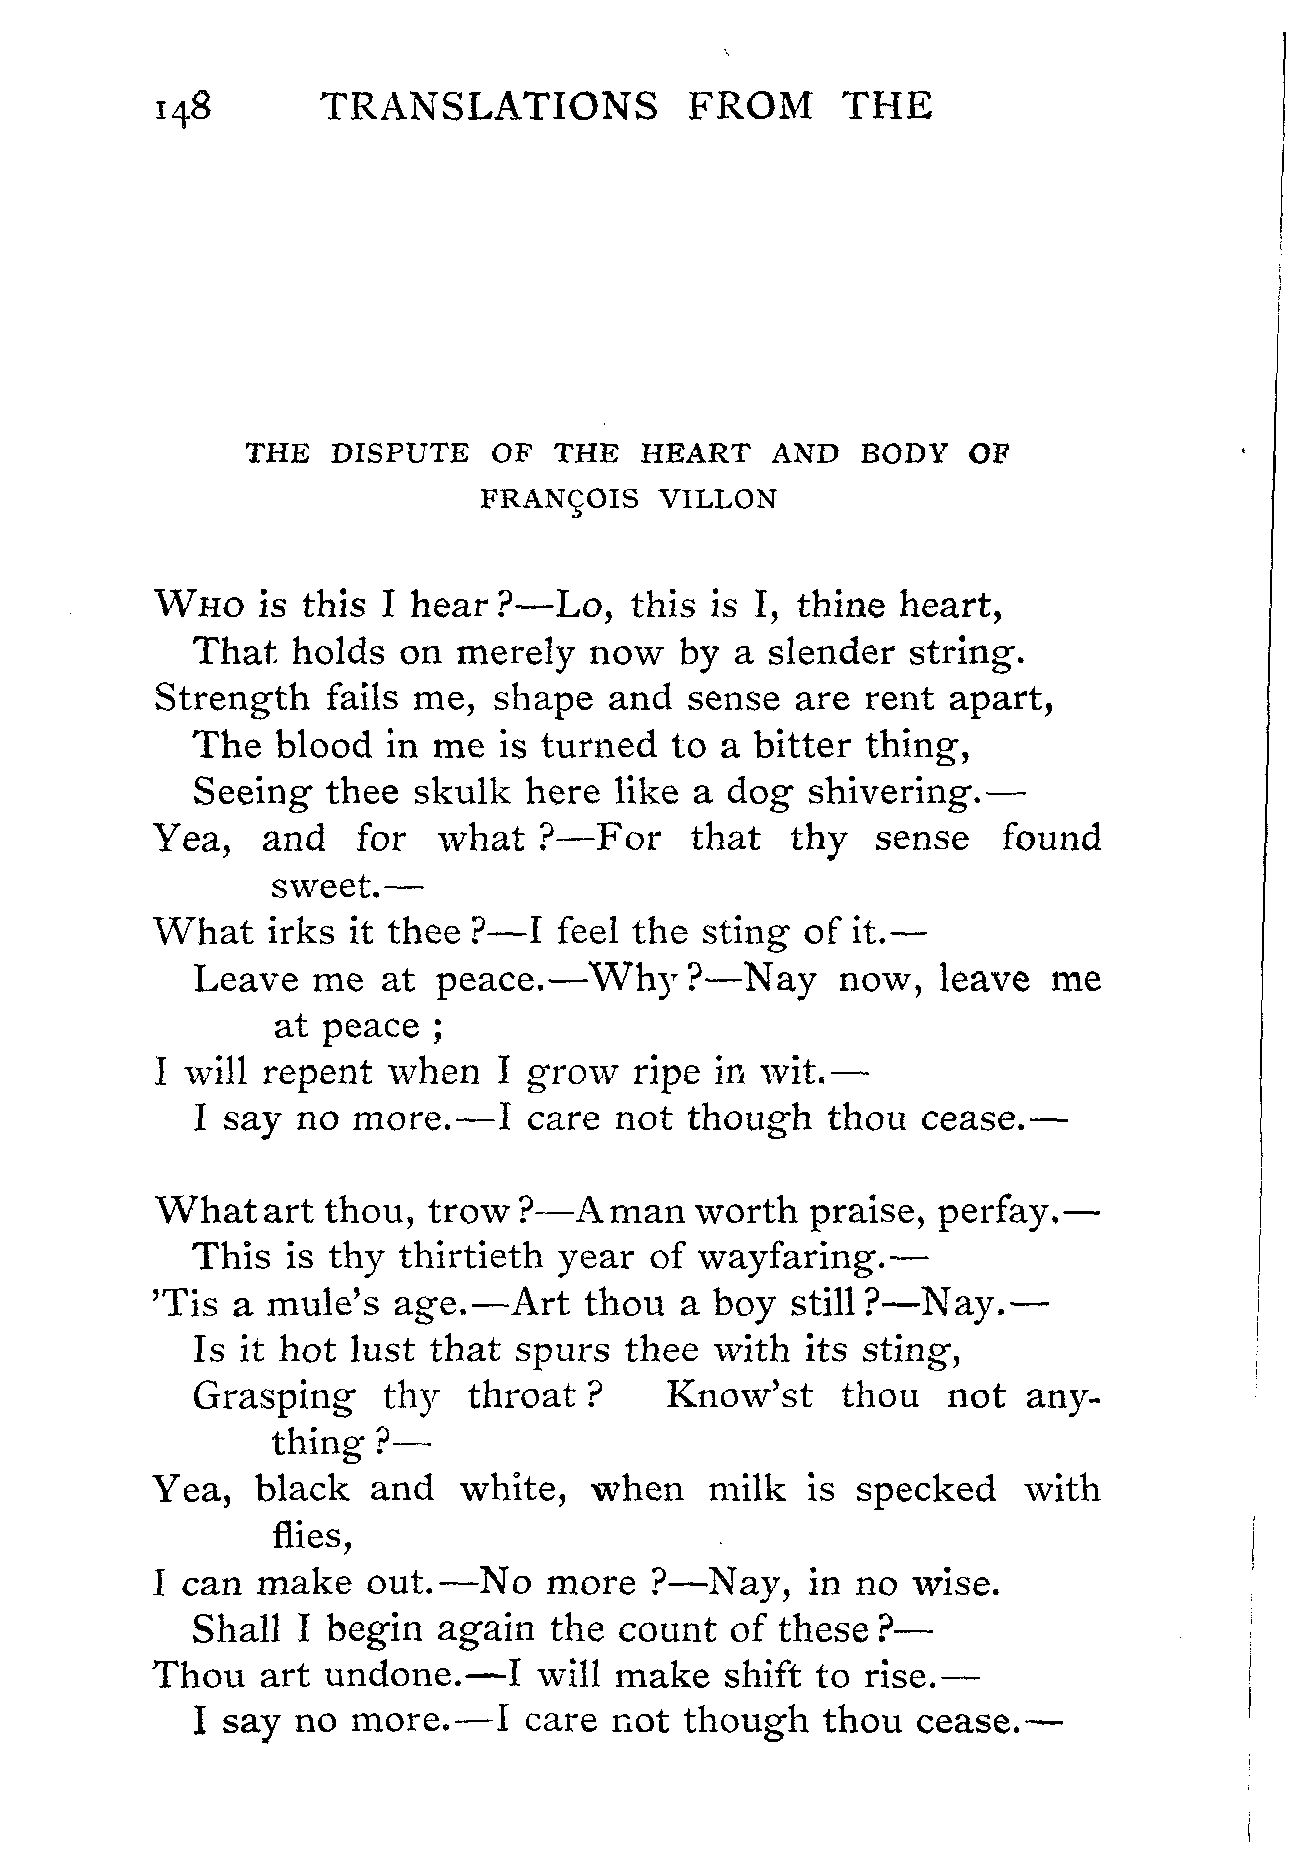 148 TRANSLATIONS FROM THE
THE DISPUTE OF THE HEART AND BODY OF
FRANÇOIS VILLON
WHO is this I hear?—Lo, this is I, thine heart,
That holds on merely now by a slender string.
Strength fails me, shape and sense are rent apart,
The blood in me is turned to a bitter thing,
Seeing thee skulk here like a dog shivering.—
Yea, and for what?—For that thy sense found
sweet.—
What irks it thee?—I feel the sting of it.—
Leave me at peace.—Why?—Nay now, leave me
at peace;
I will repent when I grow ripe in wit.—
I say no more.—I care not though thou cease.—
What art thou, trow?—A man worth praise, perfay.—
This is thy thirtieth year of wayfaring.—
'Tis a mule's age.—Art thou a boy still?—Nay.—
Is it hot lust that spurs thee with its sting,
Grasping thy throat? Know'st thou not any-
thing?—
Yea, black and white, when milk is specked with
flies,
I can make out.—No more?—Nay, in no wise.
Shall I begin again the count of these?—
Thou art undone.—I will make shift to rise.—
I say no more.—I care not though thou cease.—